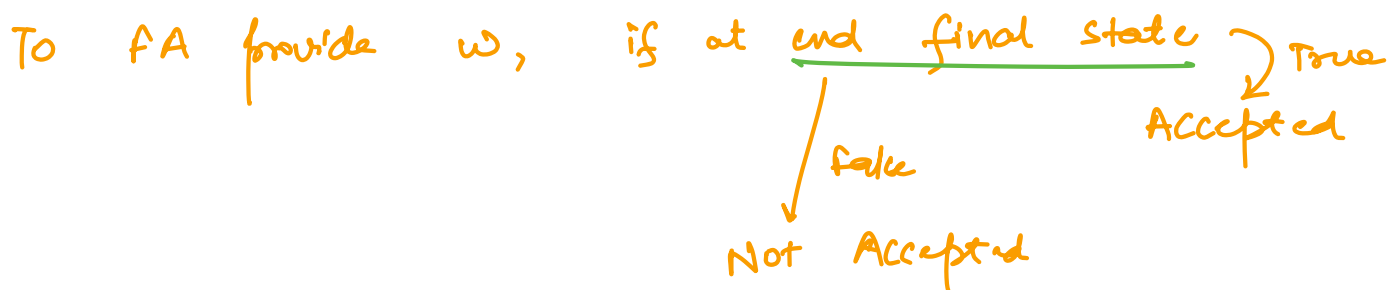 To FA provide w, if at end final state True
Accepted
False
Not Accepted